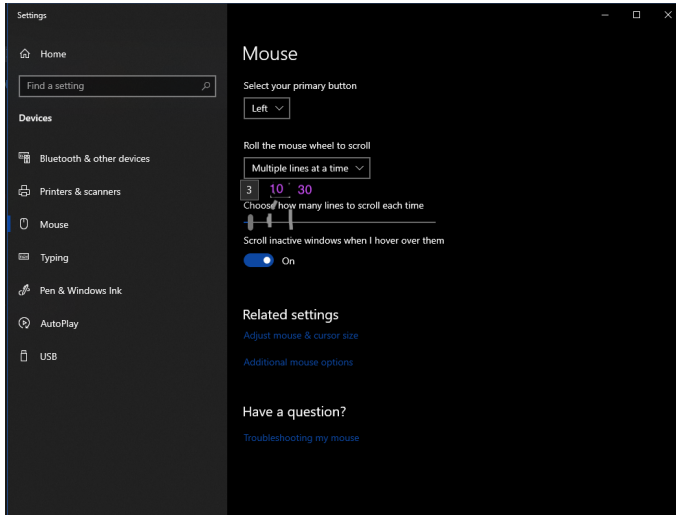 Settings
Home
Find a setting
Devices
Bluetooth & other devices
Printers & scanners
Mouse
Typing
Pen & Windows Ink
AutoPlay
USB
Mouse
Select your primary button
Left
Roll the mouse wheel to scroll
Multiple lines at a time
3 10 30
Choose how many lines to scroll each time
Scroll inactive windows when I hover over them
On
Related settings
Adjust mouse & cursor size
Additional mouse options
Have a question?
Troubleshooting my mouse